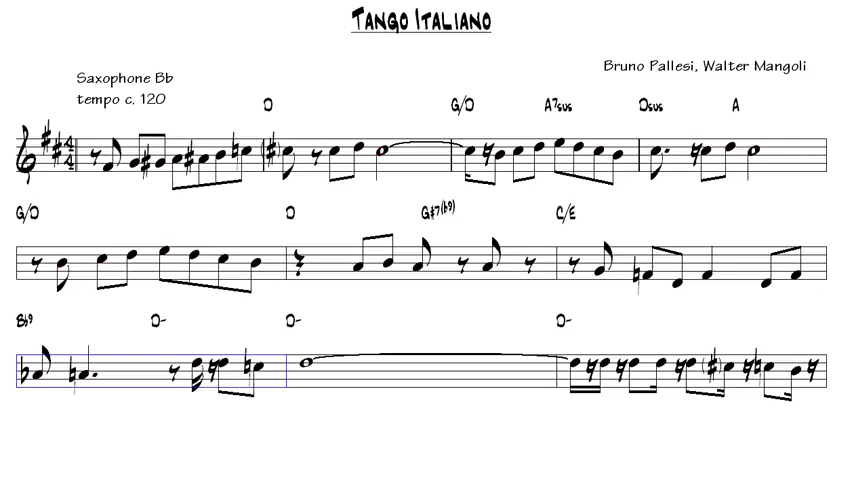 TANGO ITALIANO
Bruno Pallesi, Walter Mangoli
Saxophone Bb
tempo c. 120
D G/D A7sus Dsus A
G/D D G#7(b9) C/E
Bb9 D- D- D-